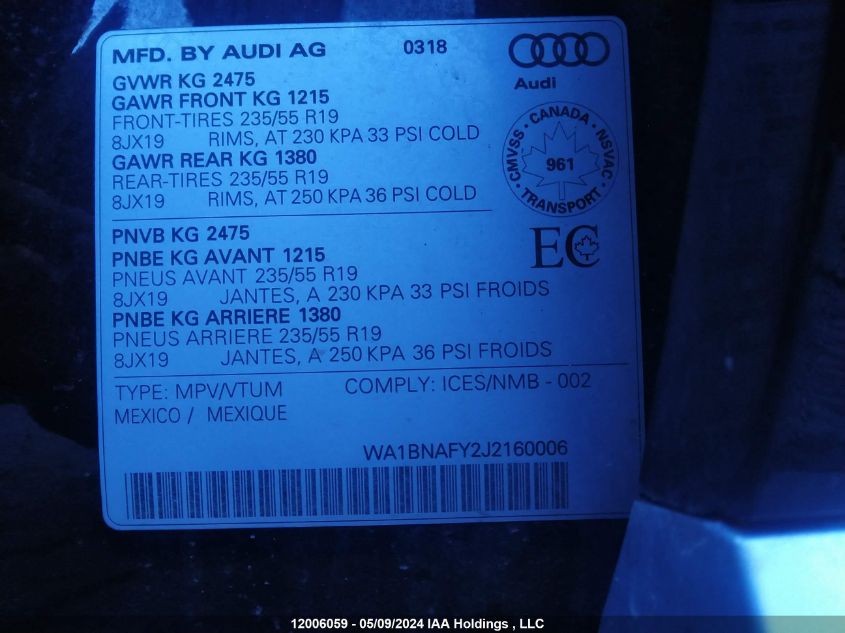 MFD. BY AUDI AG 0318
Audi
GVWR KG 2475
GAWR FRONT KG 1215
FRONT-TIRES 235/55 R19
8JX19 RIMS, AT 230 KPA 33 PSI COLD
GAWR REAR KG 1380
REAR-TIRES 235/55 R19
8JX19 RIMS, AT 250 KPA 36 PSI COLD
CMVSS · CANADA · NSVAC · TRANSPORT ·
961
PNVB KG 2475
PNBE KG AVANT 1215
PNEUS AVANT 235/55 R19
8JX19 JANTES, A 230 KPA 33 PSI FROIDS
PNBE KG ARRIERE 1380
PNEUS ARRIERE 235/55 R19
8JX19 JANTES, A 250 KPA 36 PSI FROIDS
EC
TYPE: MPV/VTUM COMPLY: ICES/NMB - 002
MEXICO / MEXIQUE
WA1BNAFY2J2160006
12006059 - 05/09/2024 IAA Holdings , LLC